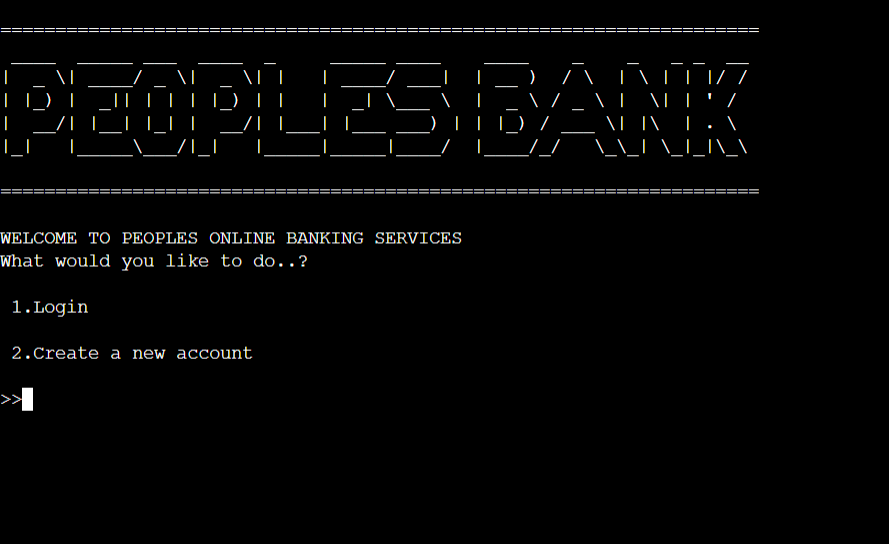 PEOPLES BANK
WELCOME TO PEOPLES ONLINE BANKING SERVICES
What would you like to do..?
1.Login
2.Create a new account
>>